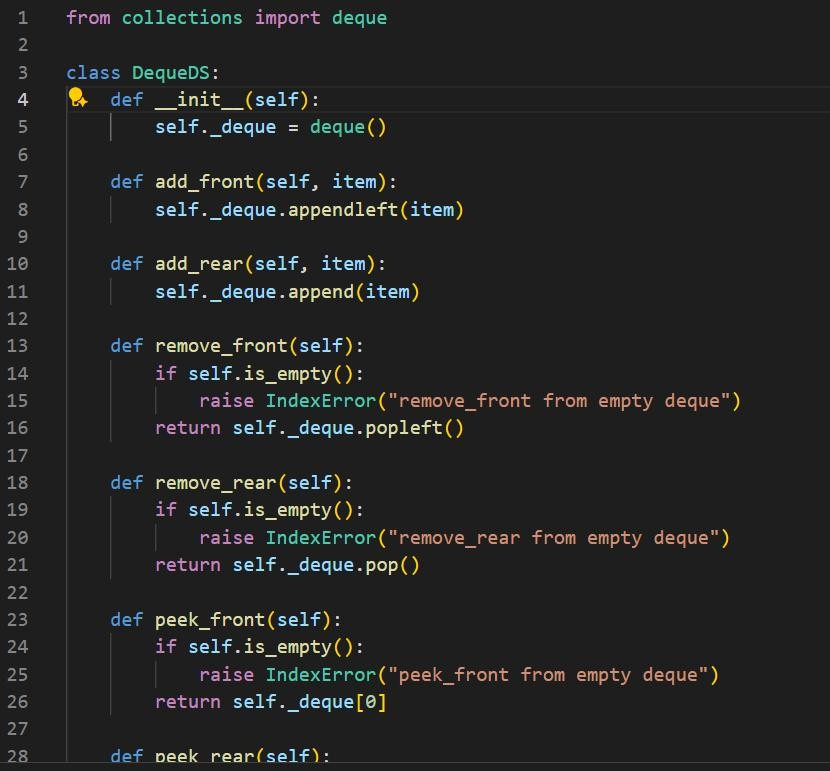 1 from collections import deque
2
3 class DequeDS:
4     def __init__(self):
5         self._deque = deque()
6
7     def add_front(self, item):
8         self._deque.appendleft(item)
9
10     def add_rear(self, item):
11         self._deque.append(item)
12
13     def remove_front(self):
14         if self.is_empty():
15             raise IndexError("remove_front from empty deque")
16         return self._deque.popleft()
17
18     def remove_rear(self):
19         if self.is_empty():
20             raise IndexError("remove_rear from empty deque")
21         return self._deque.pop()
22
23     def peek_front(self):
24         if self.is_empty():
25             raise IndexError("peek_front from empty deque")
26         return self._deque[0]
27
28     def peek_rear(self):